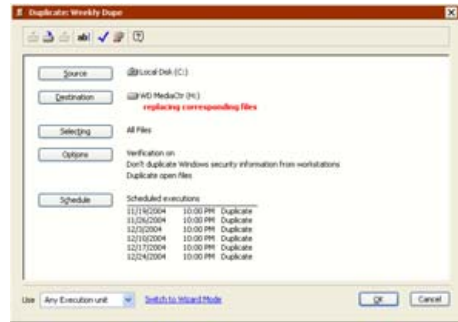 Duplicate: Weekly Dupe
abl
Source
Local Disk (C:)
Destination
WD MediaCtr (H:)
replacing corresponding files
Selecting
All Files
Options
Verification on
Don't duplicate Windows security information from workstations
Duplicate open files
Schedule
Scheduled executions
11/19/2004 10:00 PM Duplicate
11/26/2004 10:00 PM Duplicate
12/3/2004 10:00 PM Duplicate
12/10/2004 10:00 PM Duplicate
12/17/2004 10:00 PM Duplicate
12/24/2004 10:00 PM Duplicate
Use Any Execution unit Switch to Wizard Mode OK Cancel